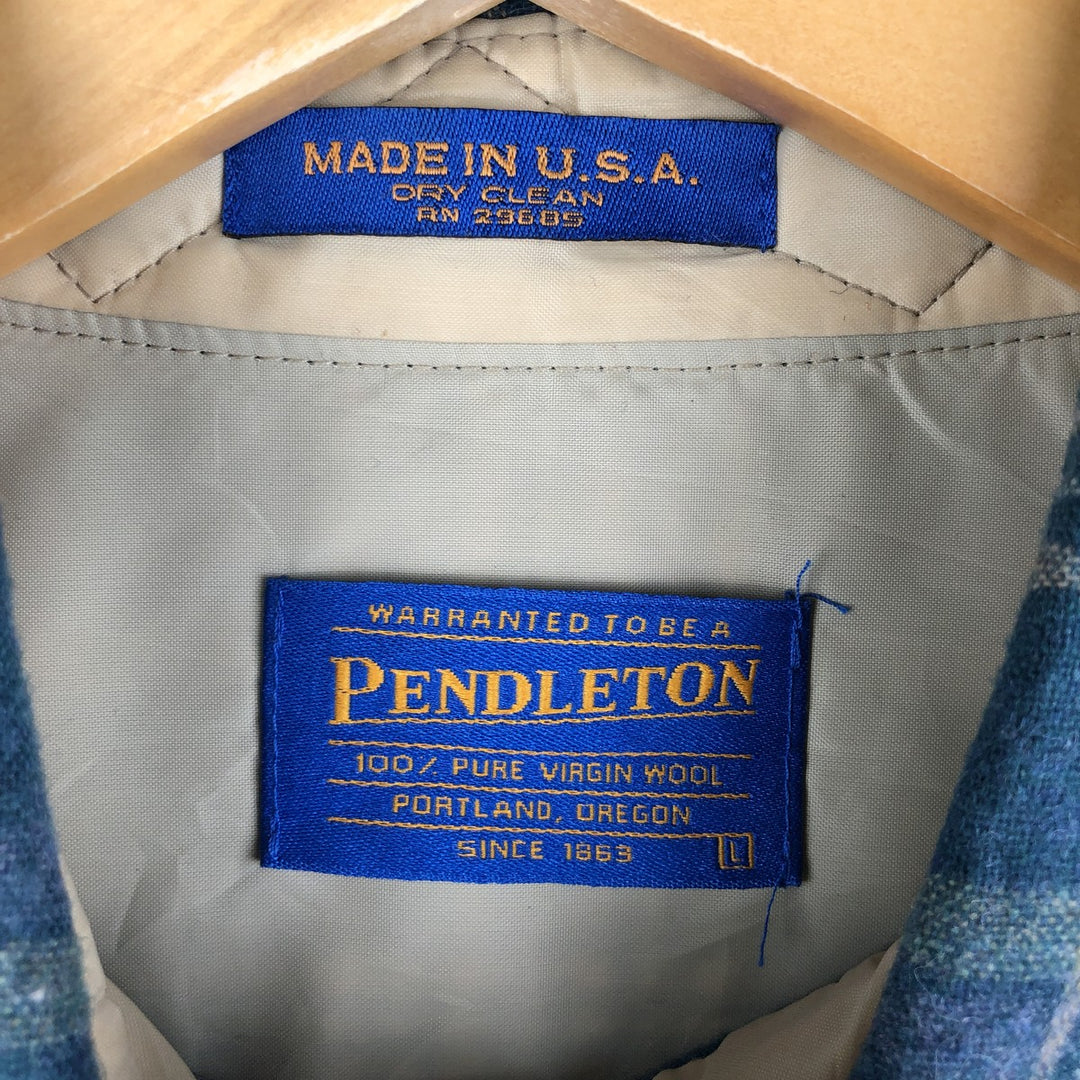 MADE IN U.S.A.
DRY CLEAN
RN 29685
WARRANTED TO BE A
PENDLETON
100% PURE VIRGIN WOOL
PORTLAND, OREGON
SINCE 1863
L